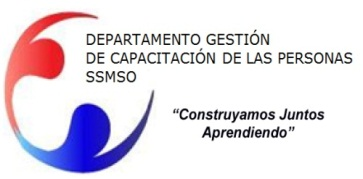 DEPARTAMENTO GESTIÓN
DE CAPACITACIÓN DE LAS PERSONAS
SSMSO
“Construyamos Juntos
Aprendiendo”